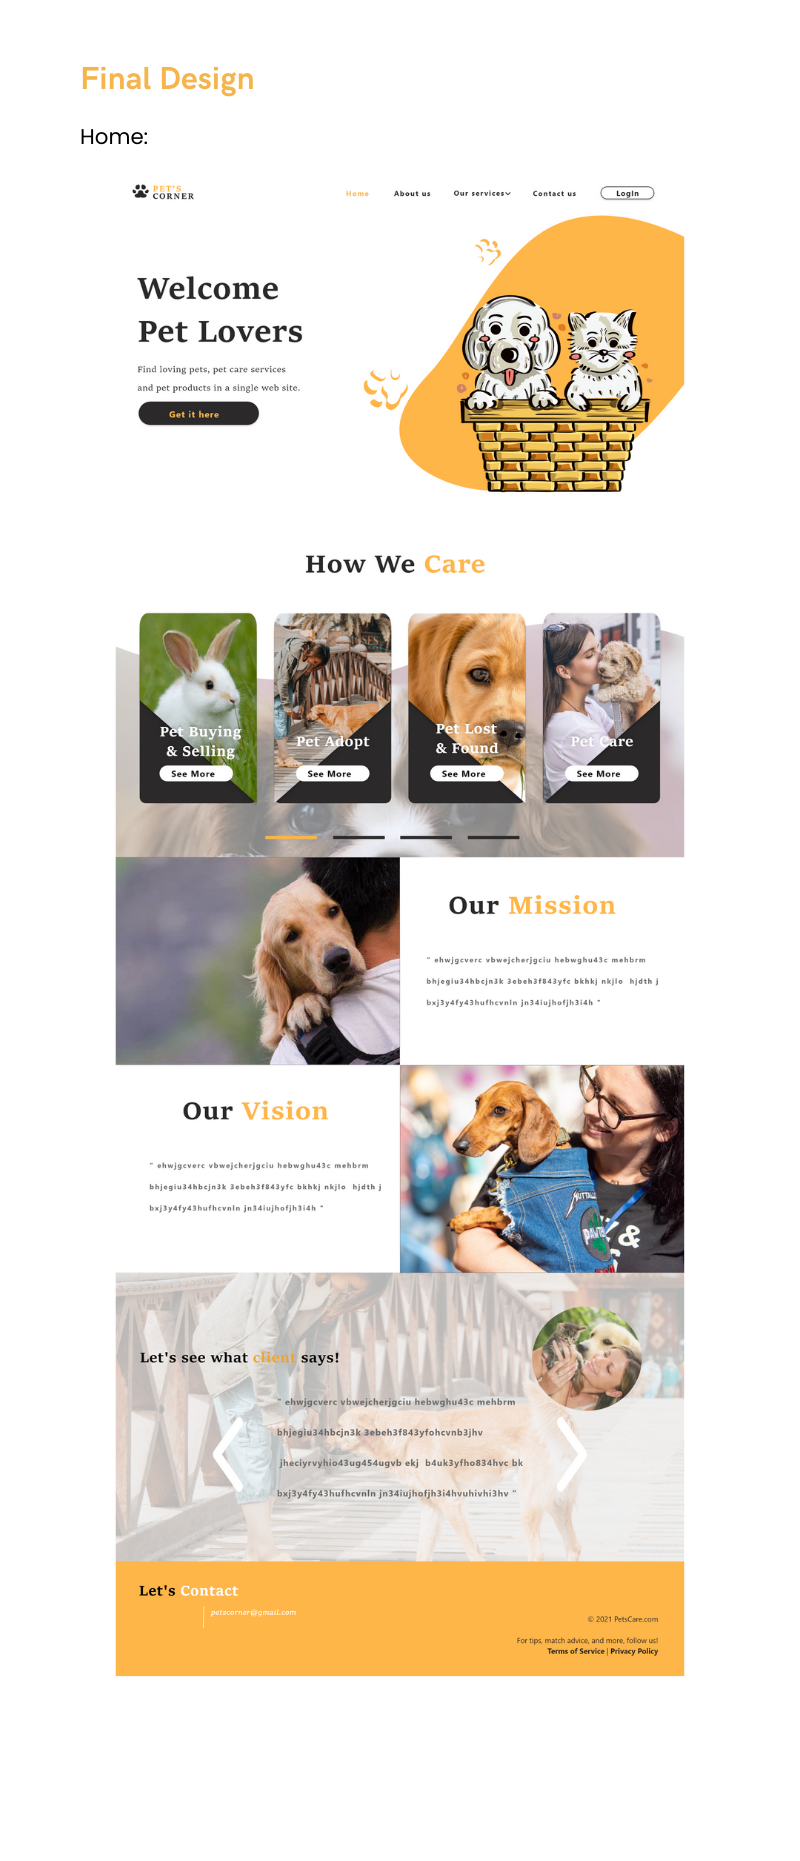 Final Design
Home:
PET'S
CORNER
Home
About us
Our services
Contact us
Login
Welcome
Pet Lovers
Find loving pets, pet care services
and pet products in a single web site.
Get it here
How We Care
Pet Buying
& Selling
See More
Pet Adopt
See More
Pet Lost
& Found
See More
Pet Care
See More
Our Mission
" ehwjgcverc vbwejcherjgciu hebwghu43c mehbrm
bhjegiu34hbcjn3k 3ebeh3f843yfc bkhkj nkjlo hjdth j
bxj3y4fy43hufhcvnln jn34iujhofjh3i4h "
Our Vision
" ehwjgcverc vbwejcherjgciu hebwghu43c mehbrm
bhjegiu34hbcjn3k 3ebeh3f843yfc bkhkj nkjlo hjdth j
bxj3y4fy43hufhcvnln jn34iujhofjh3i4h "
Let's see what client says!
" ehwjgcverc vbwejcherjgciu hebwghu43c mehbrm
bhjegiu34hbcjn3k 3ebeh3f843yfohcvnb3jhv
jheciyrvyhio43ug454ugvb ekj b4uk3yfho834hvc bk
bxj3y4fy43hufhcvnln jn34iujhofjh3i4hvuhivhi3hv "
Let's Contact
petscorner@gmail.com
© 2021 PetsCare.com
For tips, match advice, and more, follow us!
Terms of Service | Privacy Policy